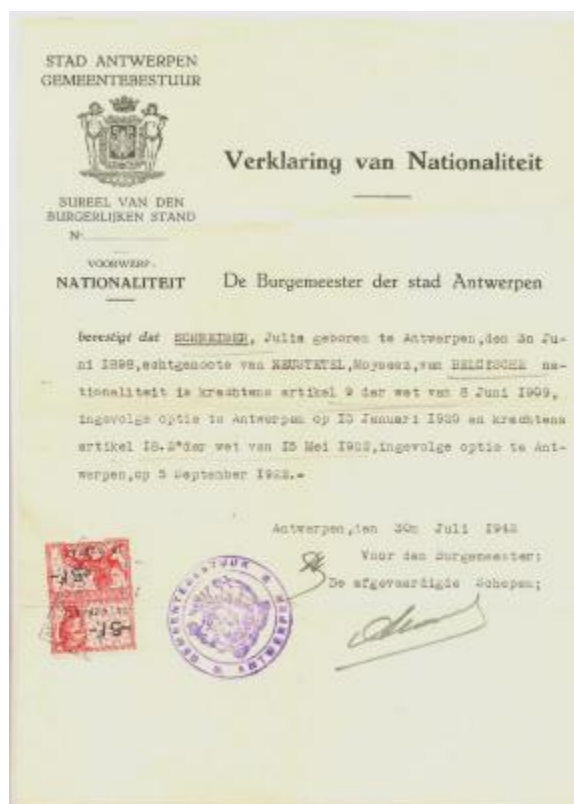 STAD ANTWERPEN
GEMEENTEBESTUUR
BUREEL VAN DEN
BURGERLIJKEN STAND
N
VOORWERP:
NATIONALITEIT
Verklaring van Nationaliteit
De Burgemeester der stad Antwerpen
bevestigt dat SCHREIBER, Julia geboren te Antwerpen, den 3n Ju-
ni 1898, echtgenoote van NEUSTETEL, Moyses, van BELGISCHE na-
tionaliteit is krachtens artikel 9 der wet van 8 Juni 1909,
ingevolge optie te Antwerpen op 13 Januari 1920 en krachtens
artikel 18.2° der wet van 15 Mei 1922, ingevolge optie te Ant-
werpen, op 5 September 1922.-
Antwerpen, den 30n Juli 1942
Voor den Burgemeester:
De afgevaardigde Schepen;
5/-
-5/-
GEMEENTEBESTUUR
ANTWERPEN